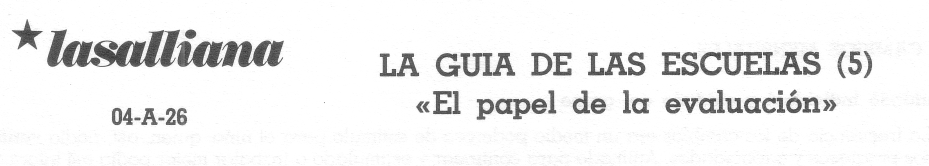 ★ lasalliana
04-A-26
LA GUIA DE LAS ESCUELAS (5)
«El papel de la evaluación»